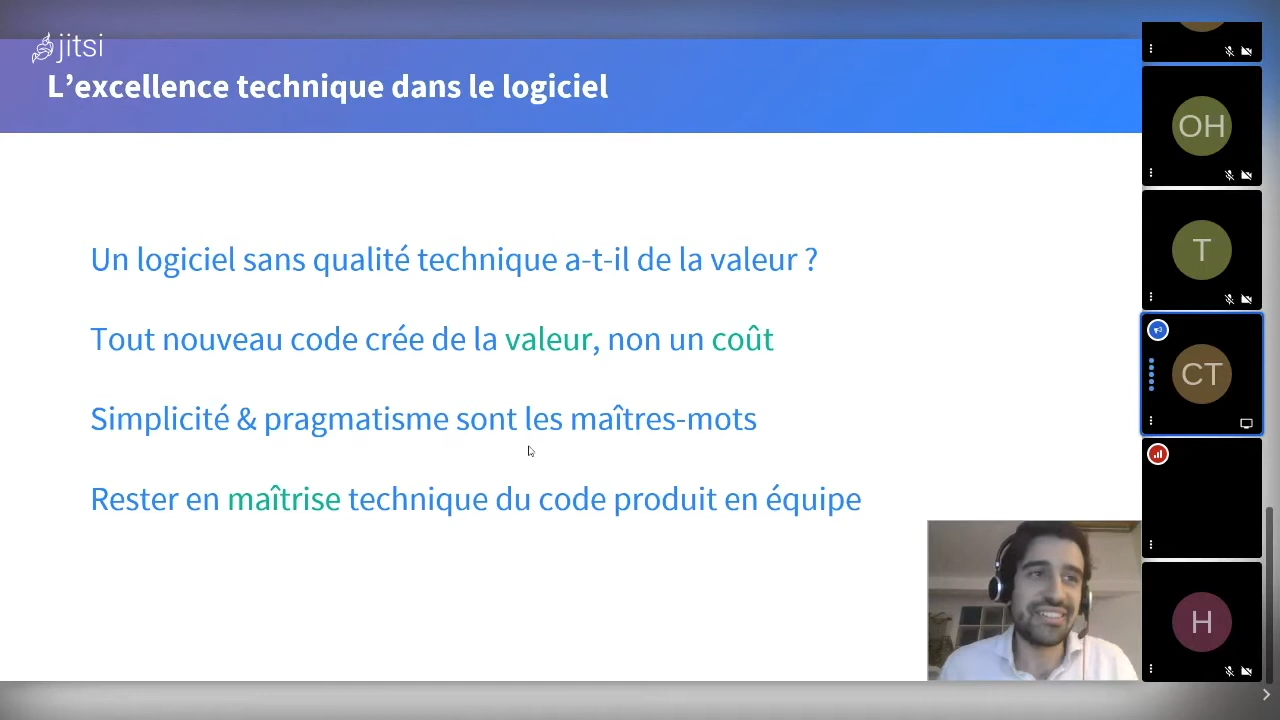 jitsi
L’excellence technique dans le logiciel
Un logiciel sans qualité technique a-t-il de la valeur ?
Tout nouveau code crée de la valeur, non un coût
Simplicité & pragmatisme sont les maîtres-mots
Rester en maîtrise technique du code produit en équipe
OH
T
CT
H